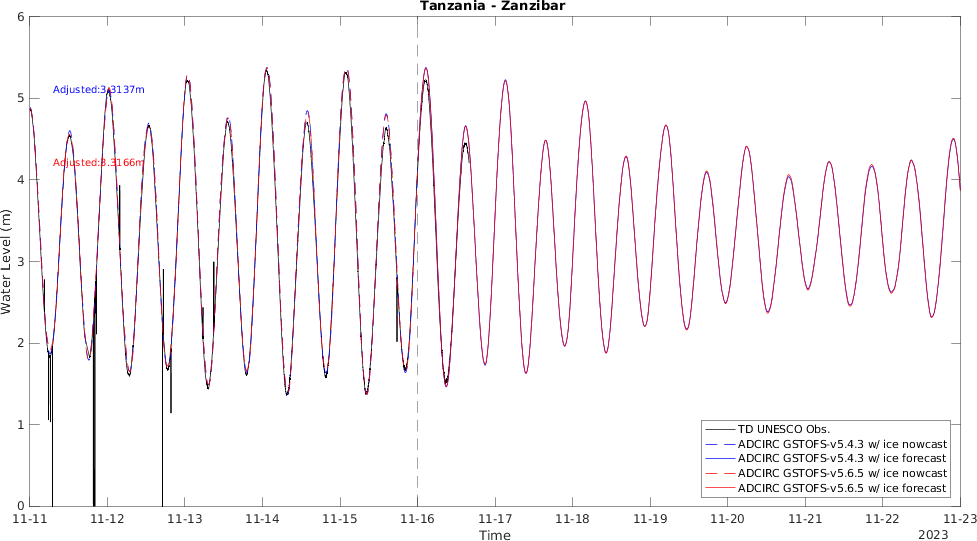 Tanzania - Zanzibar
6
5
4
3
2
1
0
Water Level (m)
Adjusted:3.3137m
Adjusted:3.3166m
TD UNESCO Obs.
ADCIRC GSTOFS-v5.4.3 w/ ice nowcast
ADCIRC GSTOFS-v5.4.3 w/ ice forecast
ADCIRC GSTOFS-v5.6.5 w/ ice nowcast
ADCIRC GSTOFS-v5.6.5 w/ ice forecast
11-11 11-12 11-13 11-14 11-15 11-16 11-17 11-18 11-19 11-20 11-21 11-22 11-23
Time
2023